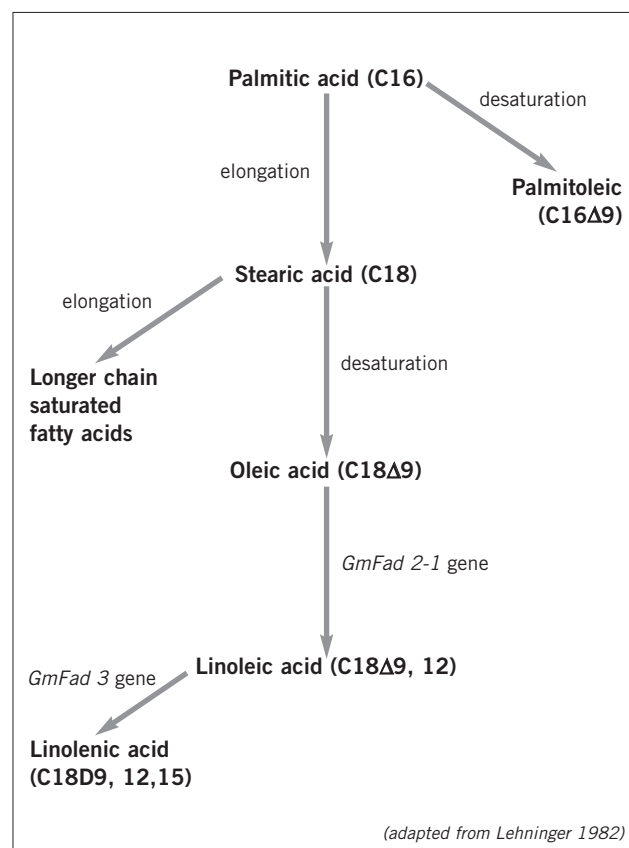 Palmitic acid (C16)
desaturation
elongation
Palmitoleic
(C16Δ9)
Stearic acid (C18)
elongation
desaturation
Longer chain
saturated
fatty acids
Oleic acid (C18Δ9)
GmFad 2-1 gene
Linoleic acid (C18Δ9, 12)
GmFad 3 gene
Linolenic acid
(C18D9, 12,15)
(adapted from Lehninger 1982)